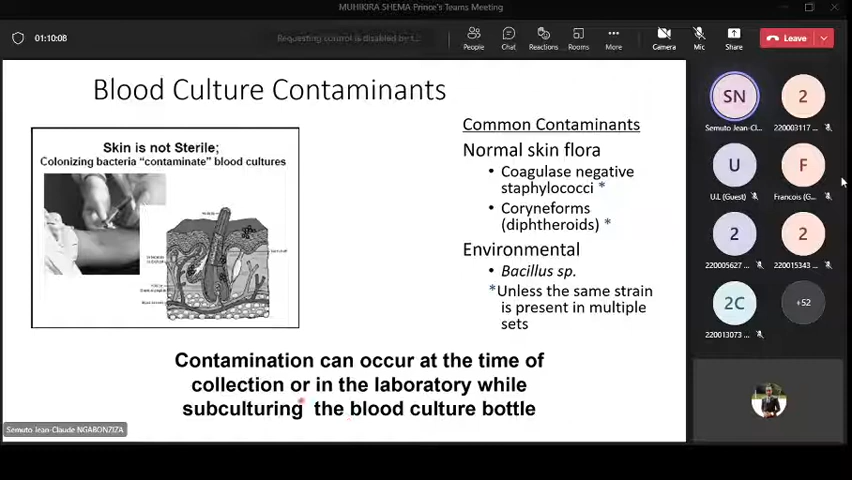 MUHIKIRA SHEMA Prince's Teams Meeting
01:10:08
Requesting control is disabled by t...
People
Chat
Reactions
Rooms
More
Camera
Mic
Share
Leave
Blood Culture Contaminants
Skin is not Sterile;
Colonizing bacteria “contaminate” blood cultures
Common Contaminants
Normal skin flora
• Coagulase negative
staphylococci *
• Coryneforms
(diphtheroids) *
Environmental
• Bacillus sp.
*Unless the same strain
is present in multiple
sets
Contamination can occur at the time of
collection or in the laboratory while
subculturing the blood culture bottle
Semuto Jean-Claude NGABONZIZA
SN
Semuto Jean-Cl...
2
220003117 ...
U
U.L (Guest)
F
Francois (G...
2
220005627 ...
2
220015343 ...
2C
220013073 ...
+52